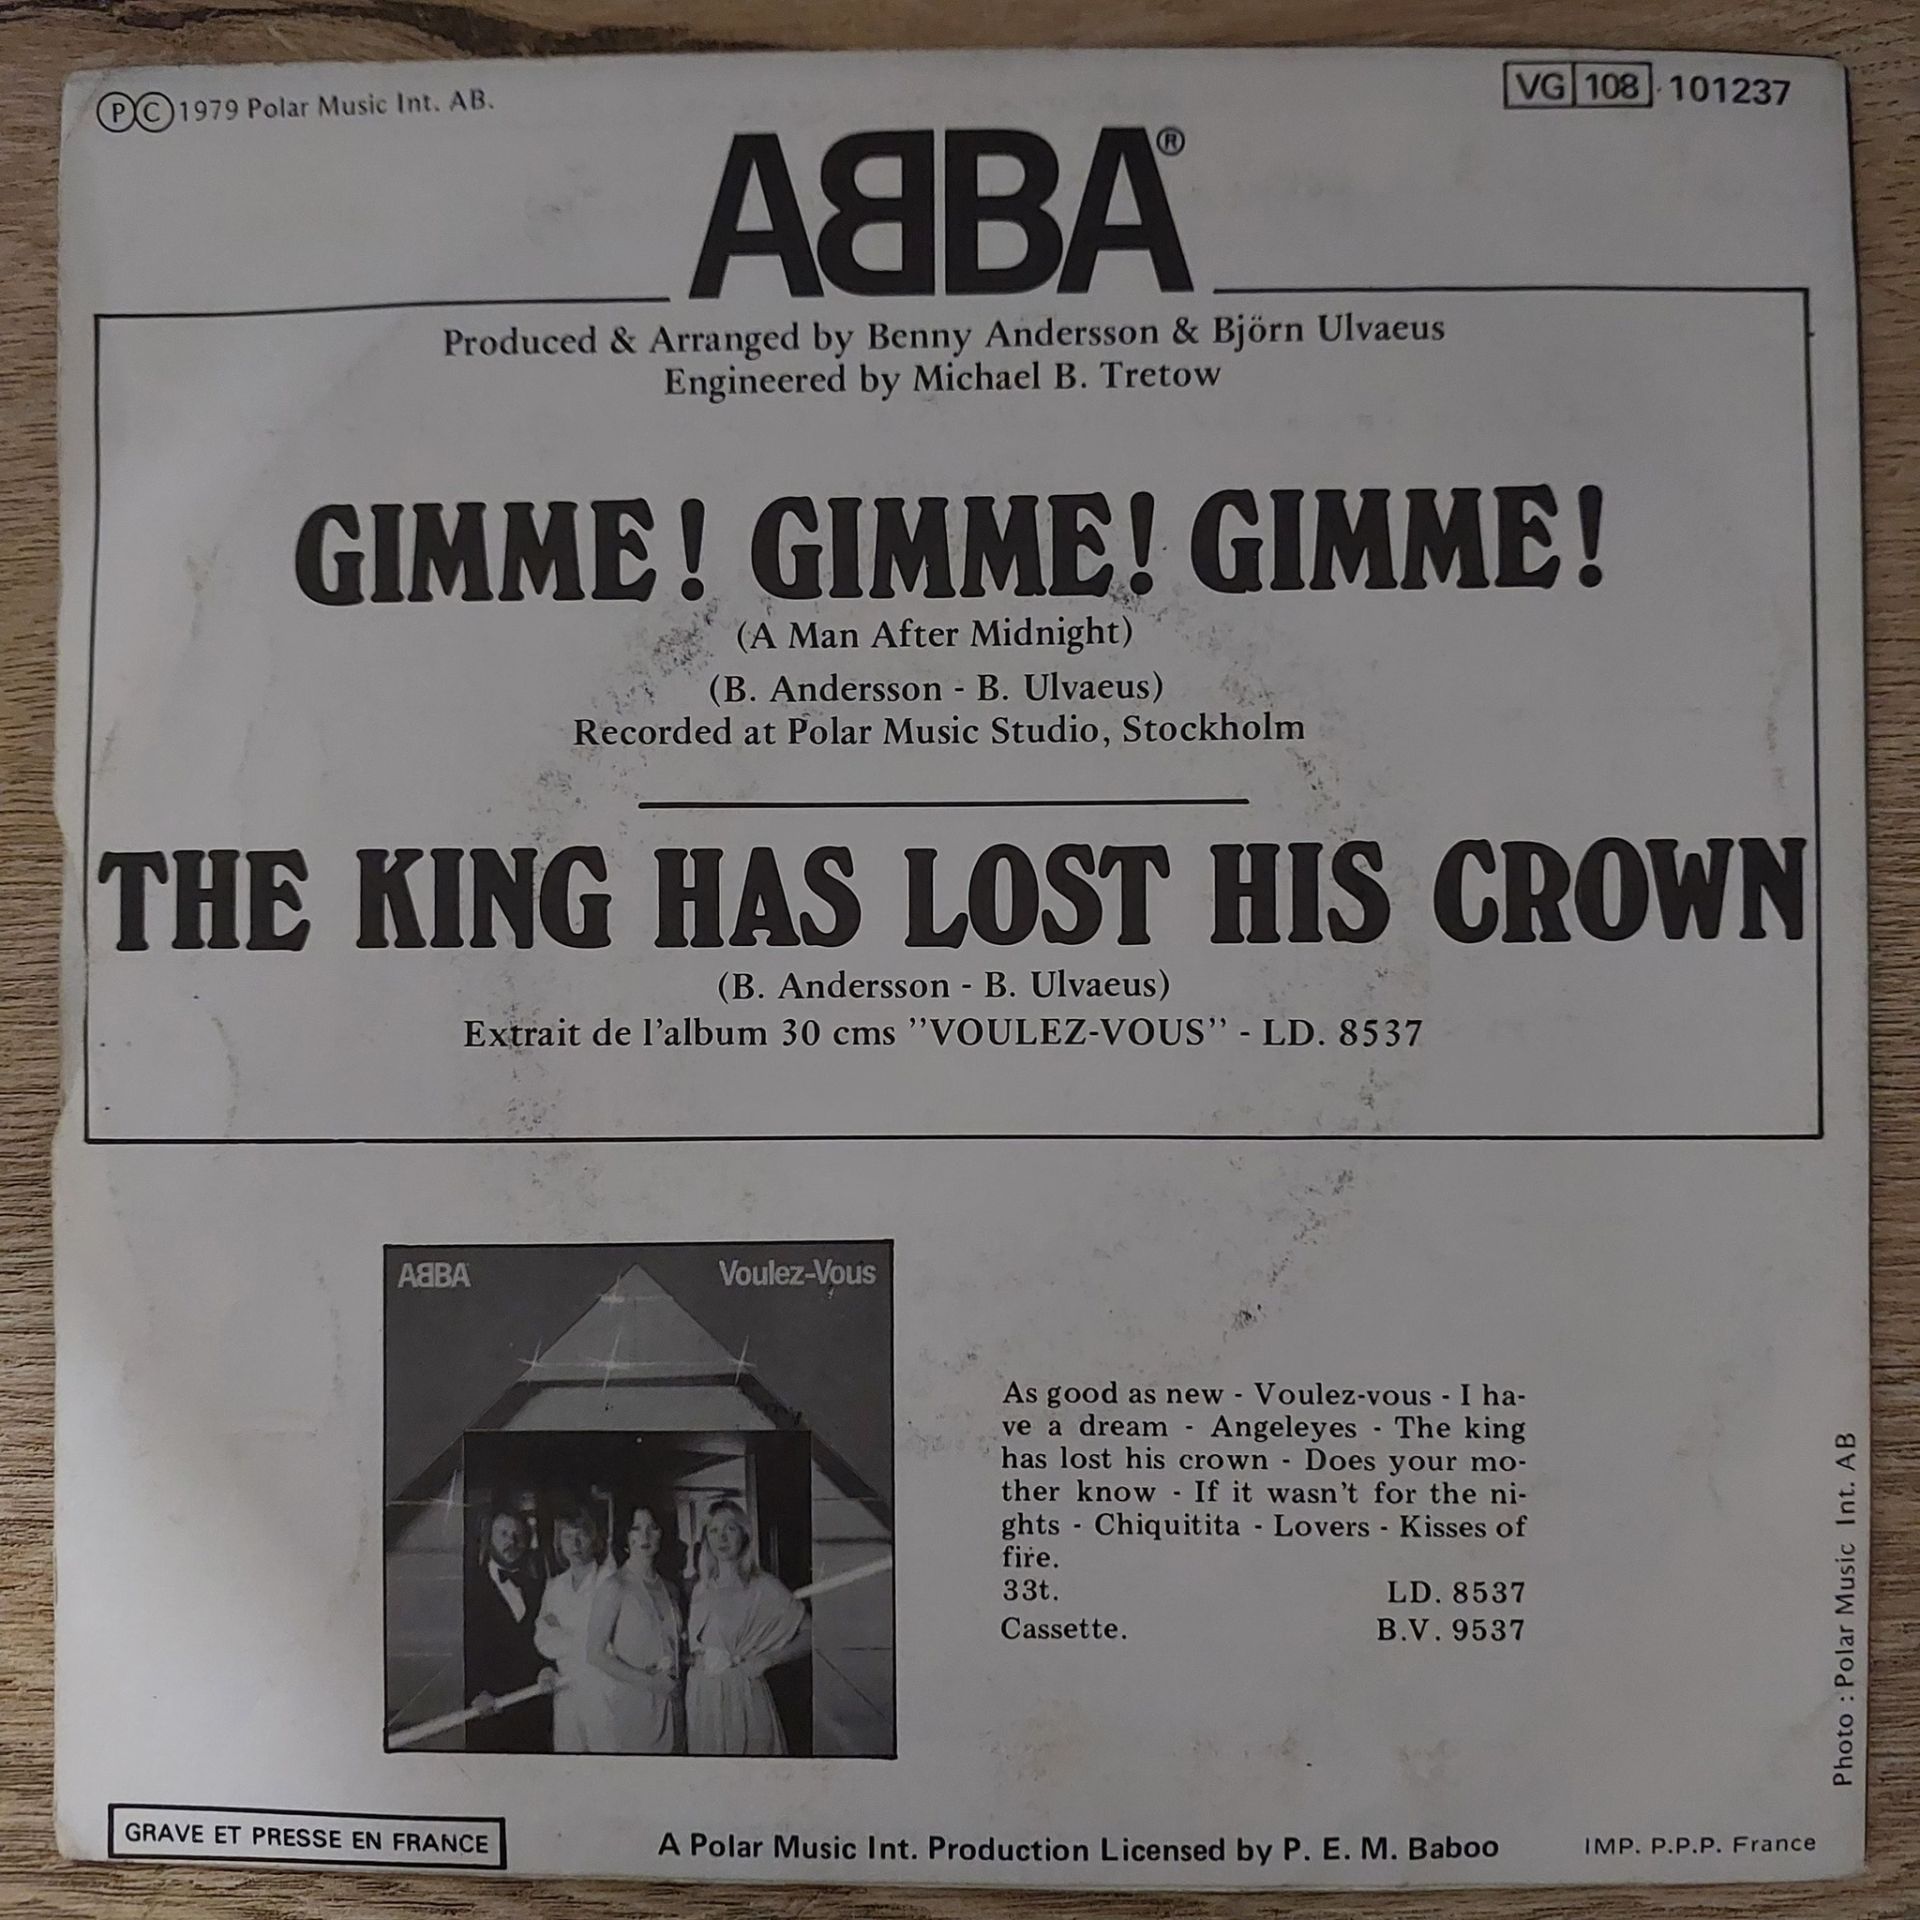 ⓅⒸ1979 Polar Music Int. AB.
VG 108 · 101237
ABBA®
Produced & Arranged by Benny Andersson & Björn Ulvaeus
Engineered by Michael B. Tretow
GIMME! GIMME! GIMME!
(A Man After Midnight)
(B. Andersson - B. Ulvaeus)
Recorded at Polar Music Studio, Stockholm
THE KING HAS LOST HIS CROWN
(B. Andersson - B. Ulvaeus)
Extrait de l'album 30 cms ''VOULEZ-VOUS'' - LD. 8537
ABBA Voulez-Vous
As good as new - Voulez-vous - I ha-
ve a dream - Angeleyes - The king
has lost his crown - Does your mo-
ther know - If it wasn't for the ni-
ghts - Chiquitita - Lovers - Kisses of
fire.
33t. LD. 8537
Cassette. B.V. 9537
Photo : Polar Music Int. AB
GRAVE ET PRESSE EN FRANCE
A Polar Music Int. Production Licensed by P. E. M. Baboo
IMP. P.P.P. France